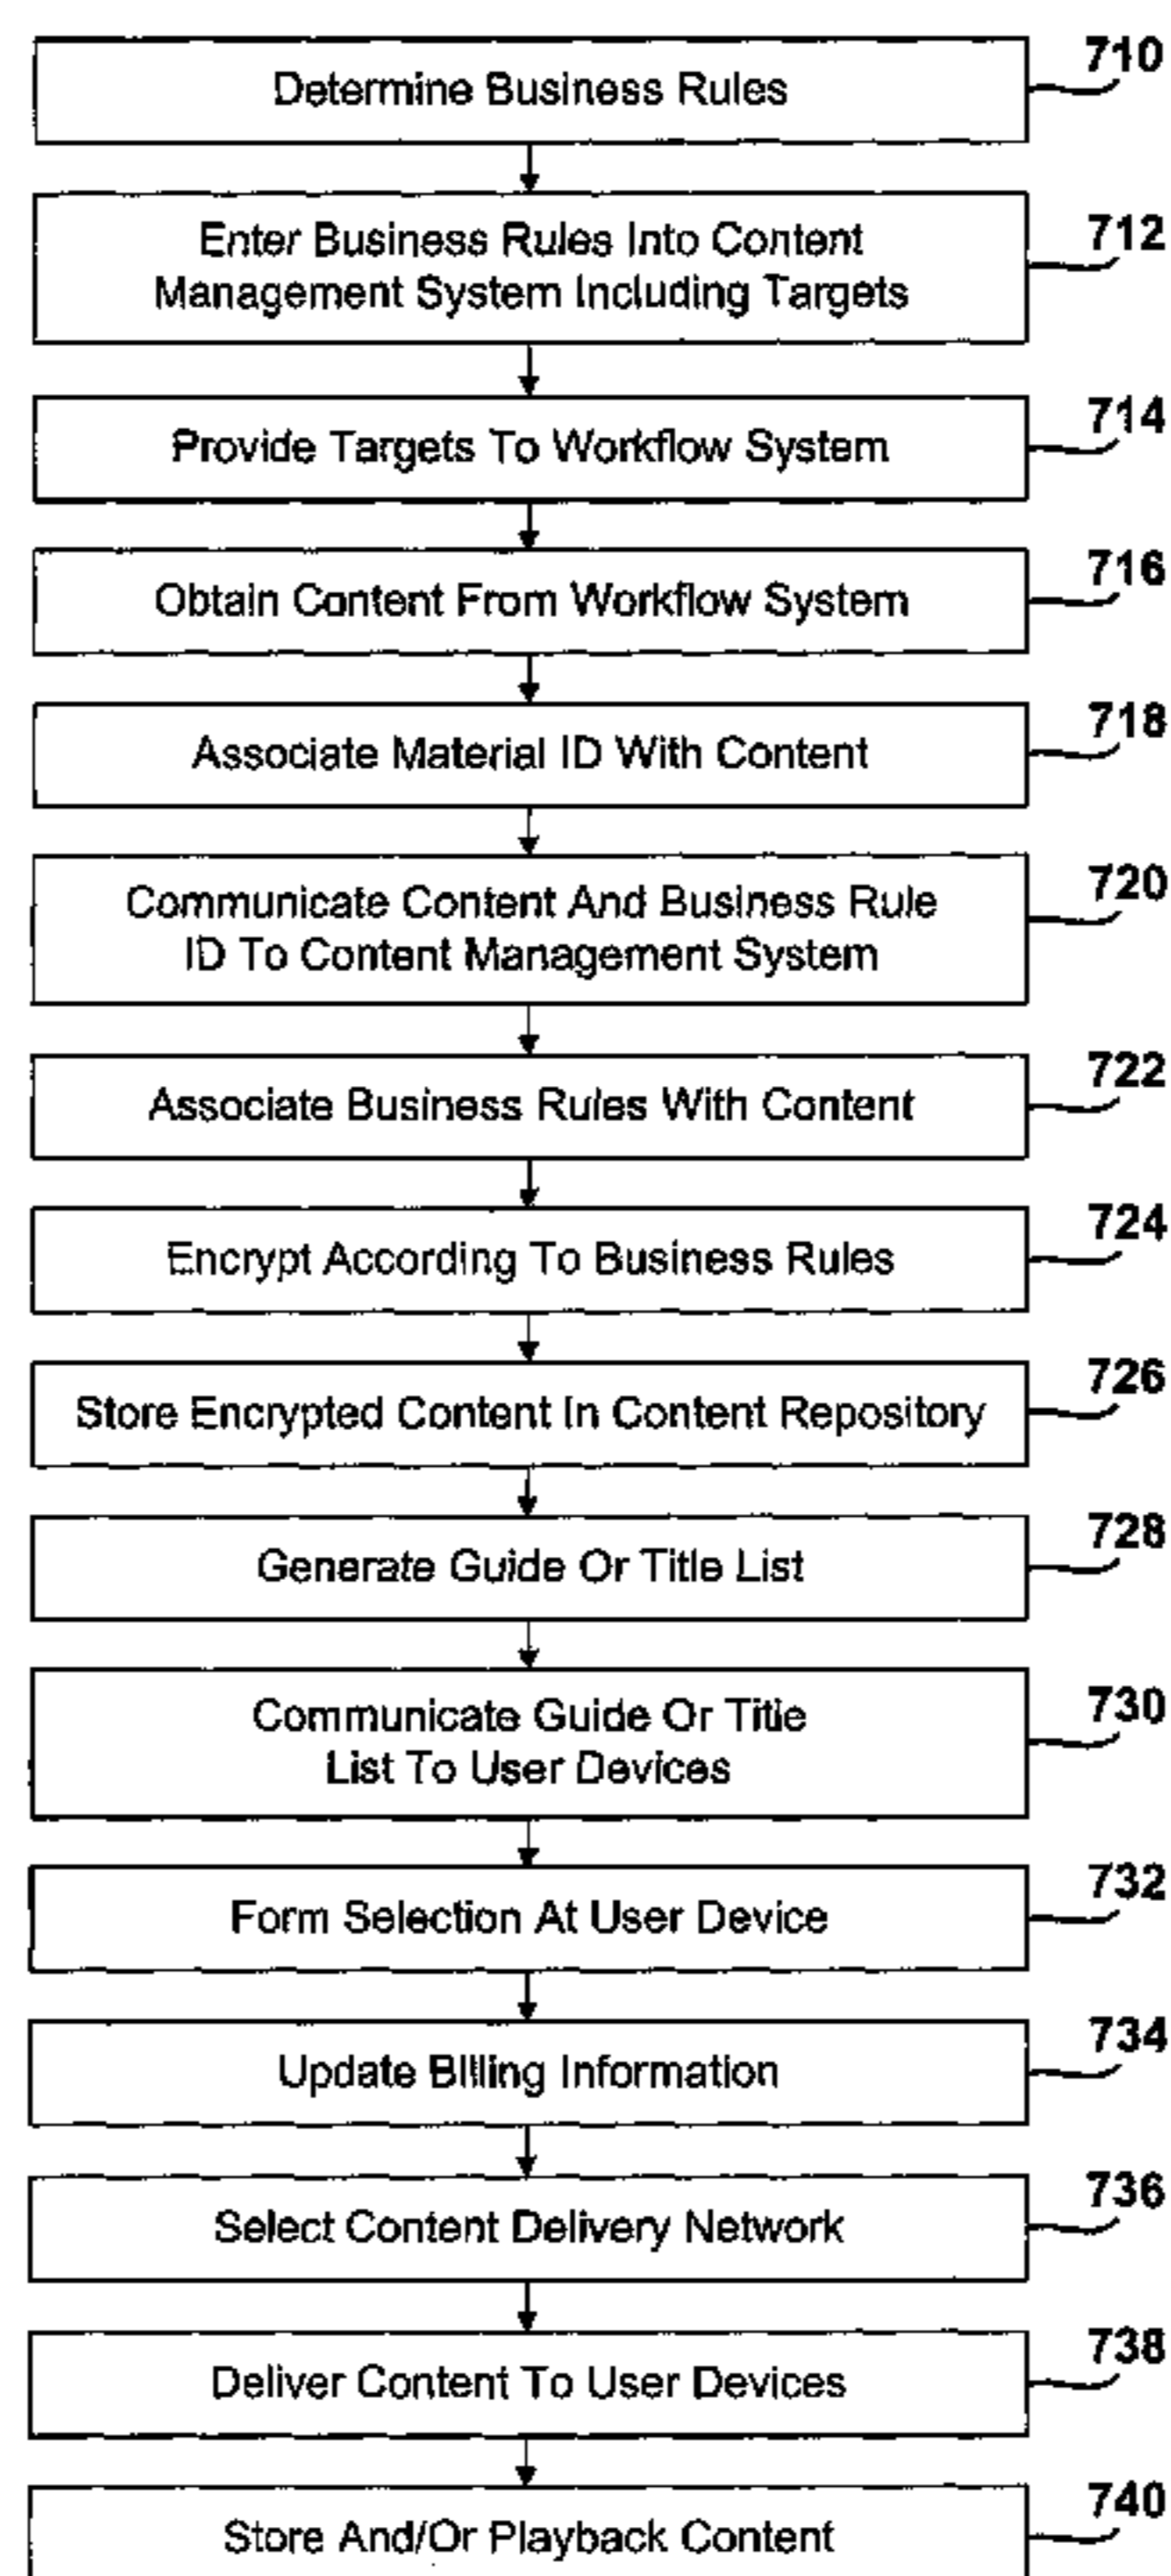 Determine Business Rules
710
Enter Business Rules Into Content
Management System Including Targets
712
Provide Targets To Workflow System
714
Obtain Content From Workflow System
716
Associate Material ID With Content
718
Communicate Content And Business Rule
ID To Content Management System
720
Associate Business Rules With Content
722
Encrypt According To Business Rules
724
Store Encrypted Content In Content Repository
726
Generate Guide Or Title List
728
Communicate Guide Or Title
List To User Devices
730
Form Selection At User Device
732
Update Billing Information
734
Select Content Delivery Network
736
Deliver Content To User Devices
738
Store And/Or Playback Content
740